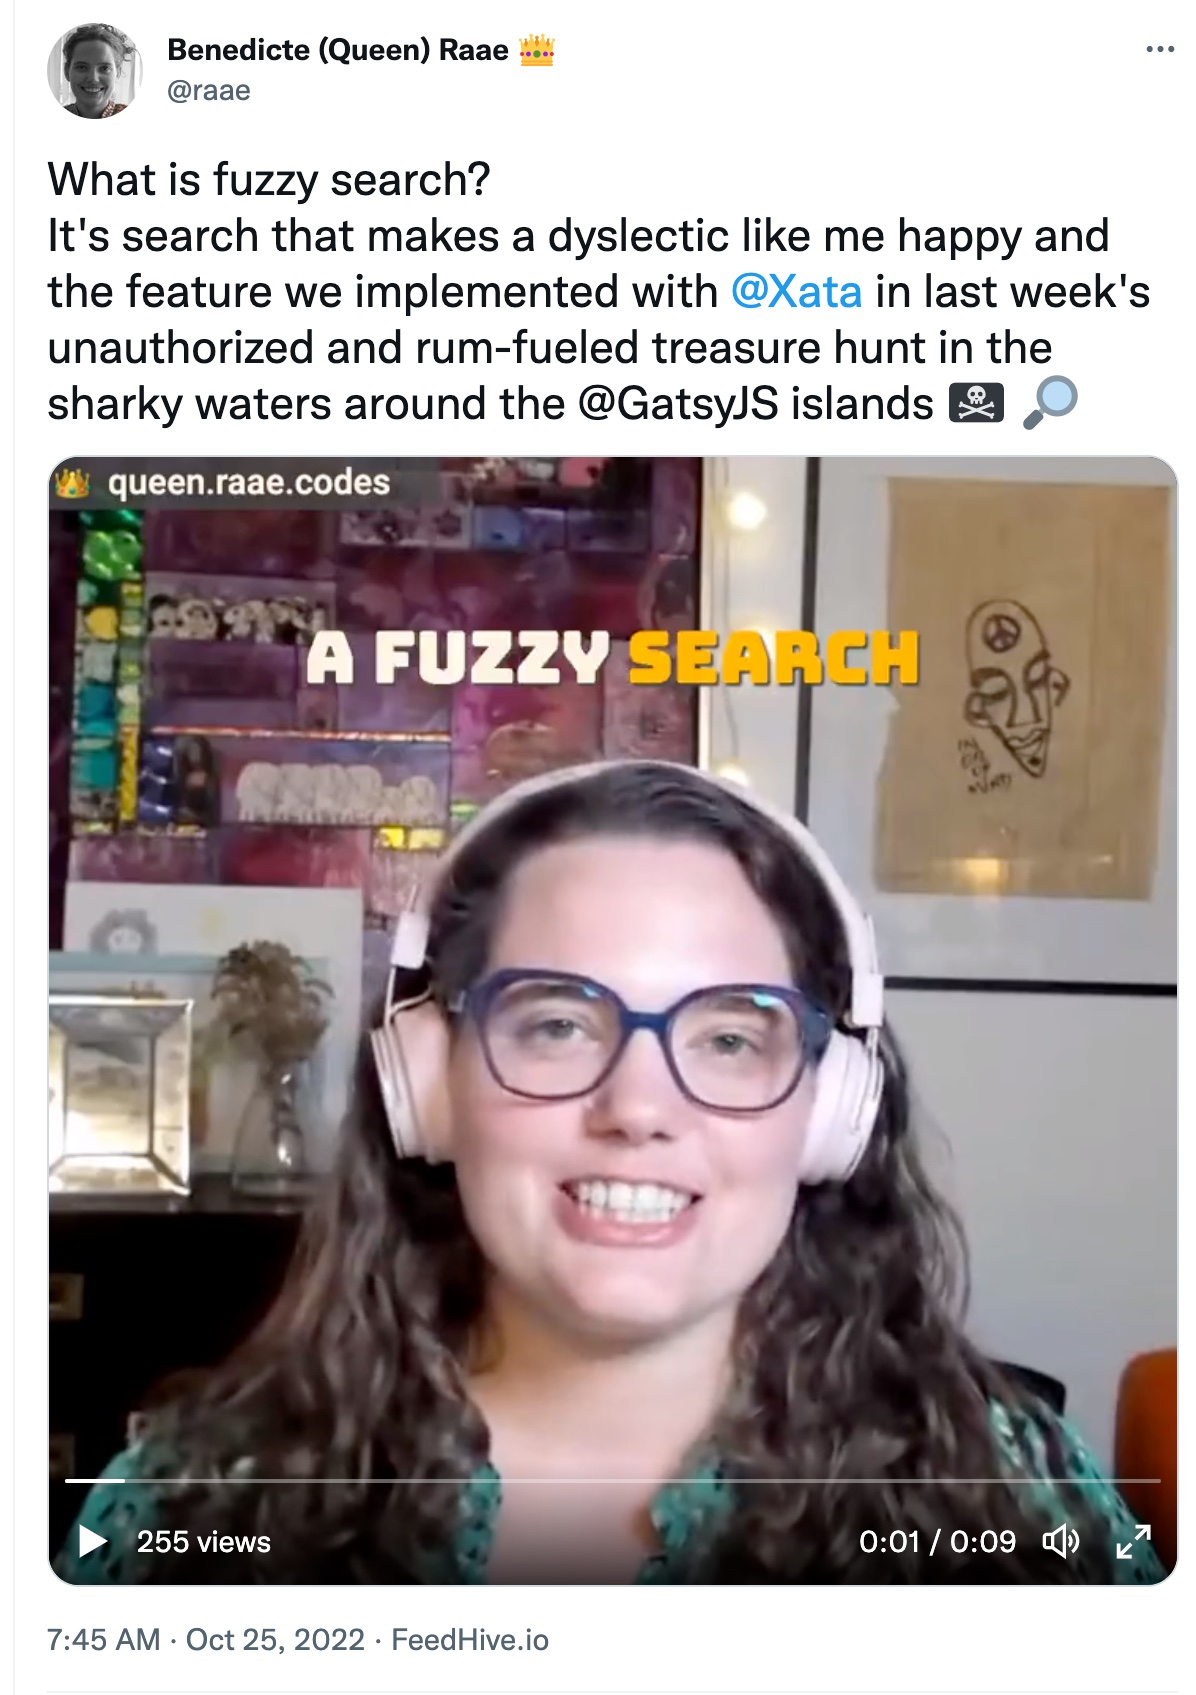 Benedicte (Queen) Raae 👑
@raae
What is fuzzy search?
It's search that makes a dyslectic like me happy and
the feature we implemented with @Xata in last week's
unauthorized and rum-fueled treasure hunt in the
sharky waters around the @GatsyJS islands 🏴‍☠️ 🔎
queen.raae.codes
A FUZZY SEARCH
255 views
0:01 / 0:09
7:45 AM · Oct 25, 2022 · FeedHive.io